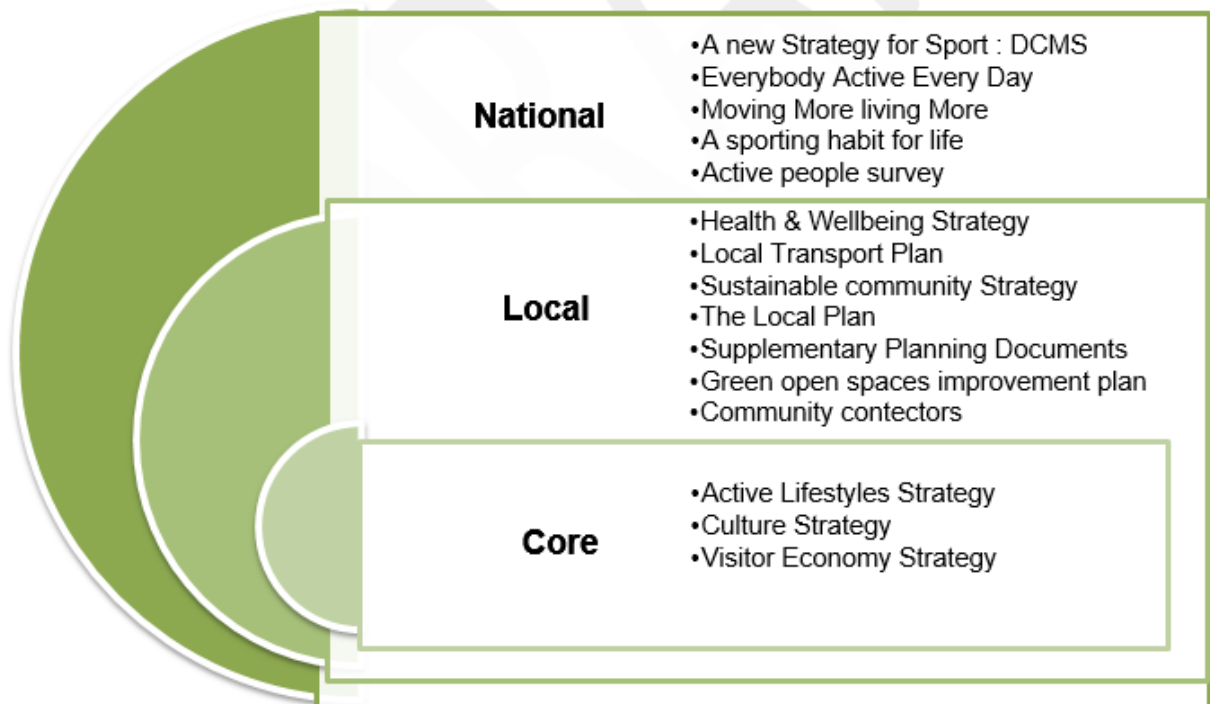 National
•A new Strategy for Sport : DCMS
•Everybody Active Every Day
•Moving More living More
•A sporting habit for life
•Active people survey
Local
•Health & Wellbeing Strategy
•Local Transport Plan
•Sustainable community Strategy
•The Local Plan
•Supplementary Planning Documents
•Green open spaces improvement plan
•Community contectors
Core
•Active Lifestyles Strategy
•Culture Strategy
•Visitor Economy Strategy